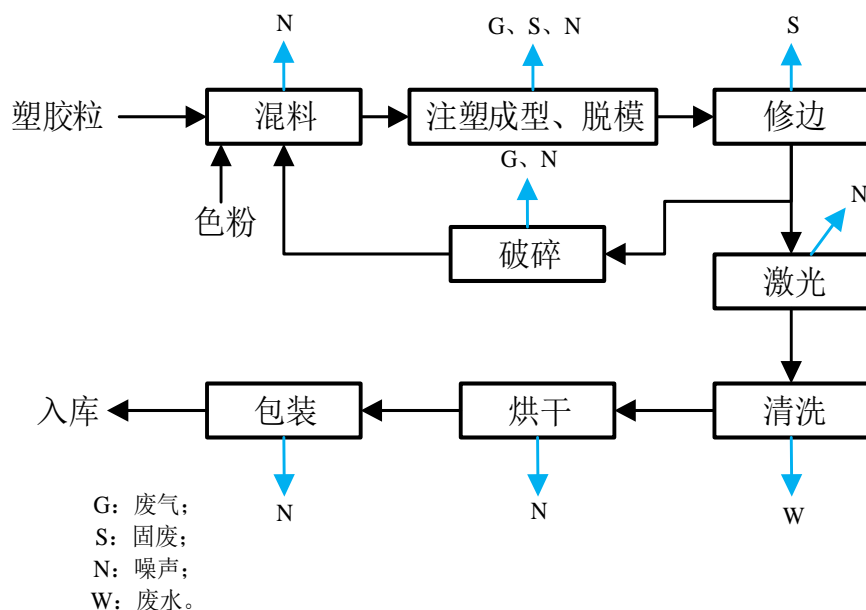 N
G、S、N
S
塑胶粒
混料
注塑成型、脱模
修边
G、N
N
色粉
破碎
激光
入库
包装
烘干
清洗
N
N
W
G：废气；
S：固废；
N：噪声；
W：废水。